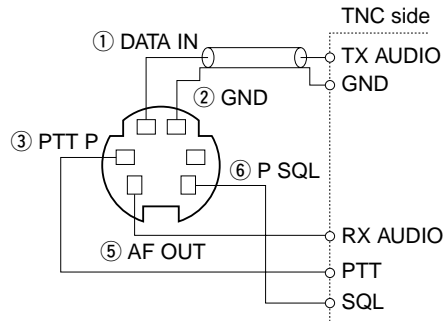 TNC side
① DATA IN
TX AUDIO
② GND
GND
③ PTT P
⑥ P SQL
⑤ AF OUT
RX AUDIO
PTT
SQL